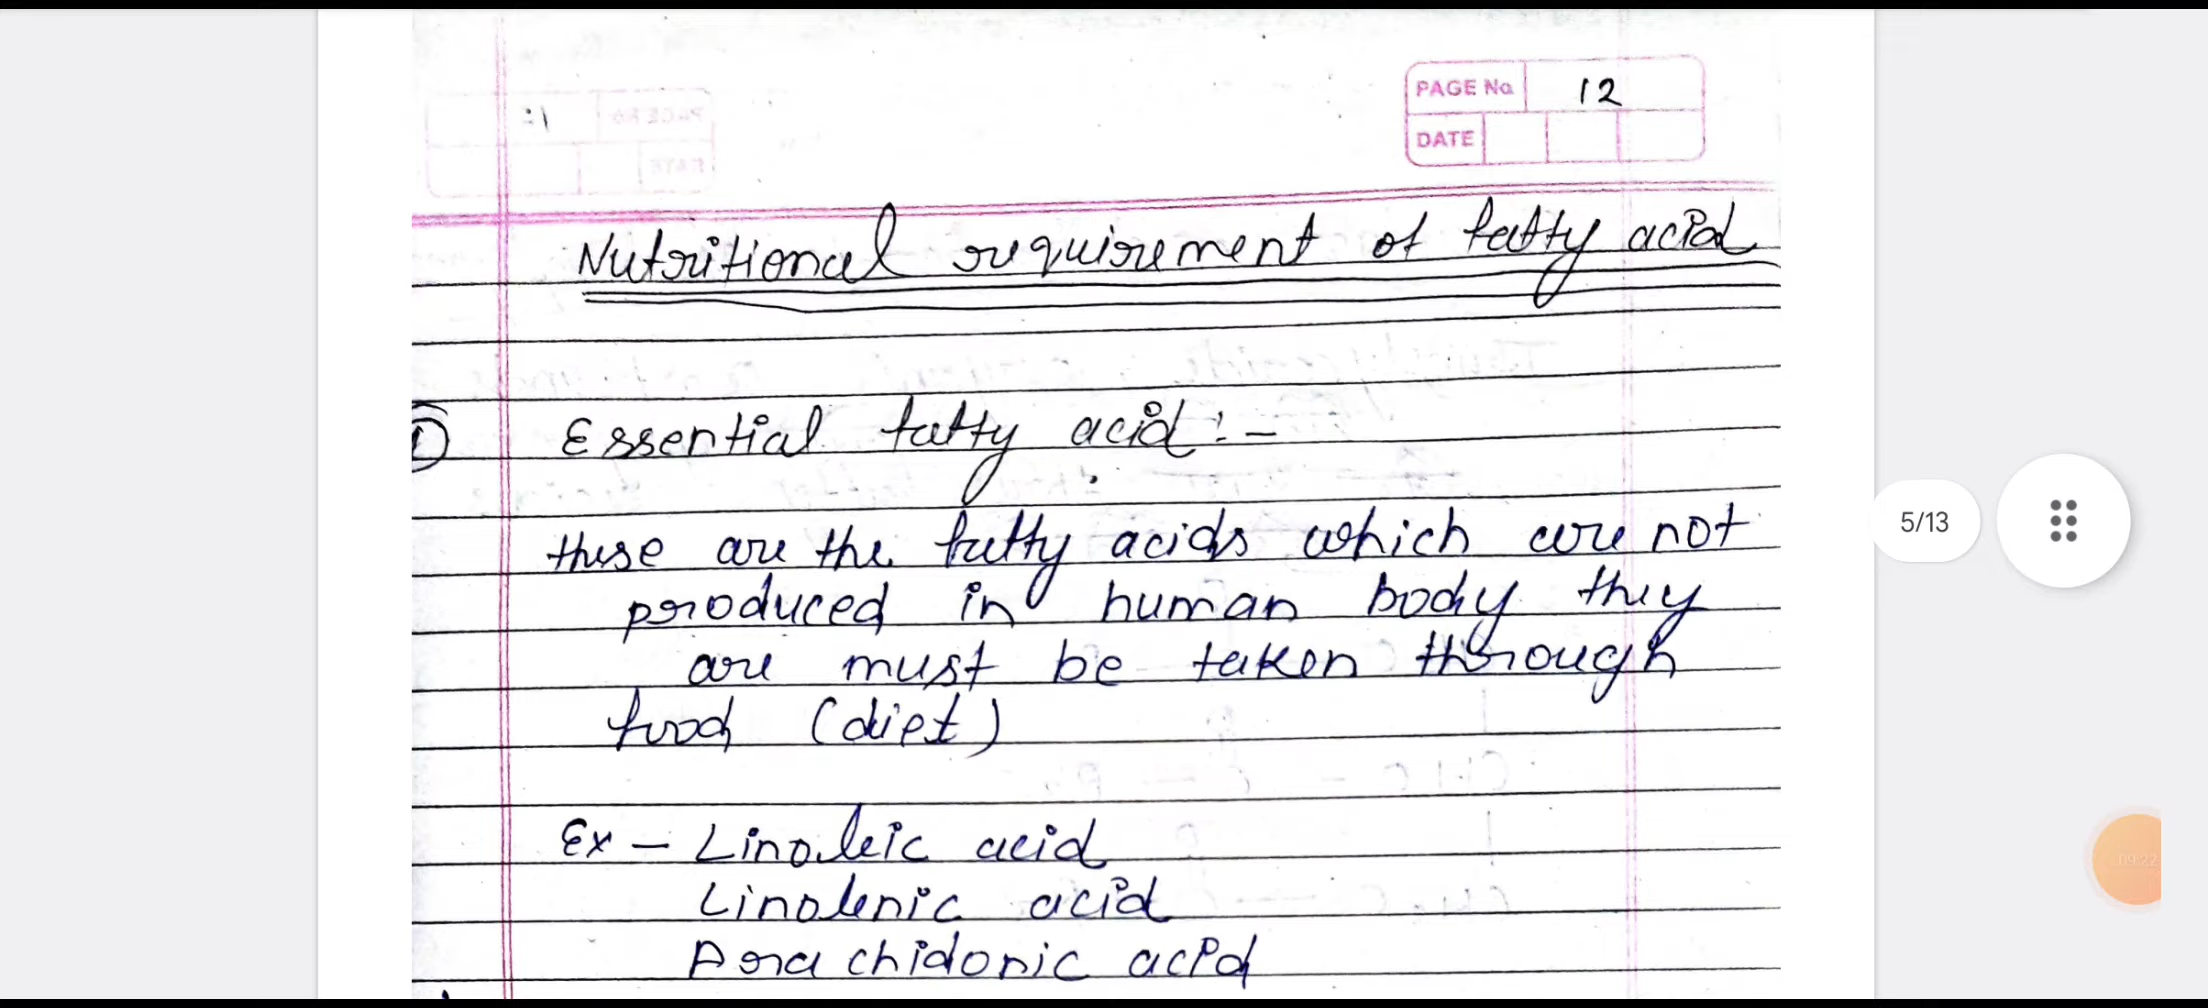 PAGE No. 12
DATE
Nutritional requirement of fatty acid
① Essential fatty acid :-
these are the fatty acids which are not
produced in human body they
are must be taken through
food (diet)
Ex - Linoleic acid
Linolenic acid
Arachidonic acid
5/13
09:22